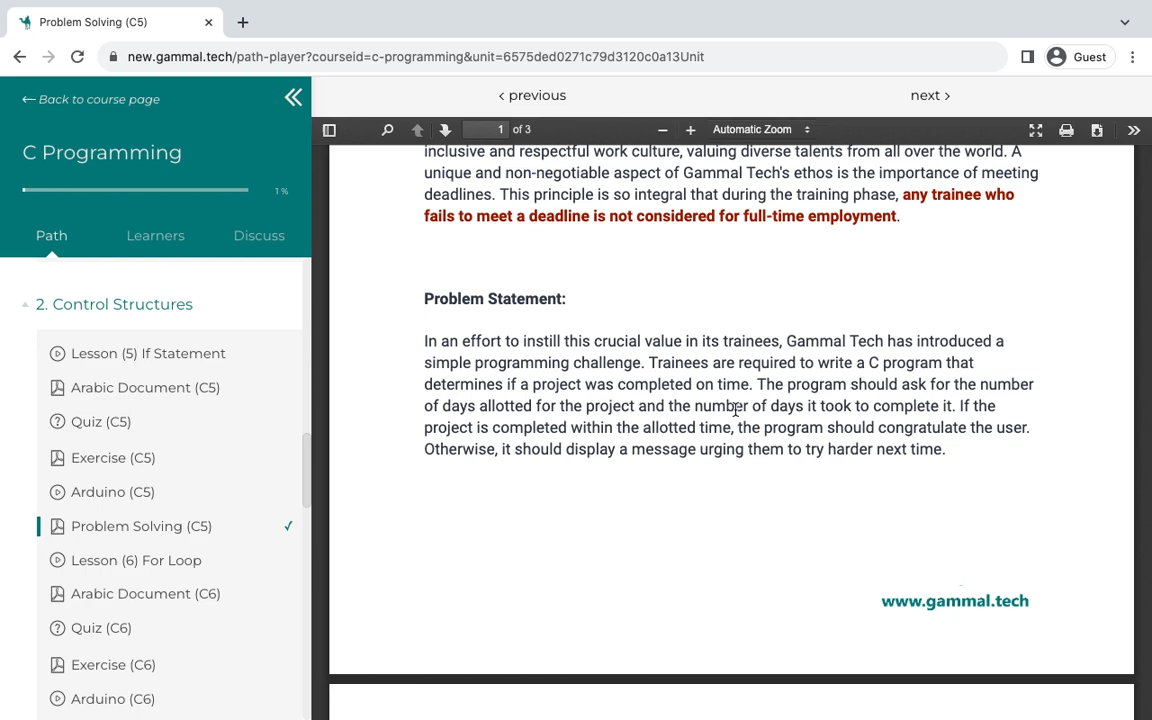 Problem Solving (C5)
new.gammal.tech/path-player?courseid=c-programming&unit=6575ded0271c79d3120c0a13Unit
Guest
← Back to course page
C Programming
1 %
Path
Learners
Discuss
2. Control Structures
Lesson (5) If Statement
Arabic Document (C5)
Quiz (C5)
Exercise (C5)
Arduino (C5)
Problem Solving (C5)
Lesson (6) For Loop
Arabic Document (C6)
Quiz (C6)
Exercise (C6)
Arduino (C6)
‹ previous
next ›
1 of 3
Automatic Zoom
inclusive and respectful work culture, valuing diverse talents from all over the world. A
unique and non-negotiable aspect of Gammal Tech's ethos is the importance of meeting
deadlines. This principle is so integral that during the training phase, any trainee who
fails to meet a deadline is not considered for full-time employment.
Problem Statement:
In an effort to instill this crucial value in its trainees, Gammal Tech has introduced a
simple programming challenge. Trainees are required to write a C program that
determines if a project was completed on time. The program should ask for the number
of days allotted for the project and the number of days it took to complete it. If the
project is completed within the allotted time, the program should congratulate the user.
Otherwise, it should display a message urging them to try harder next time.
www.gammal.tech